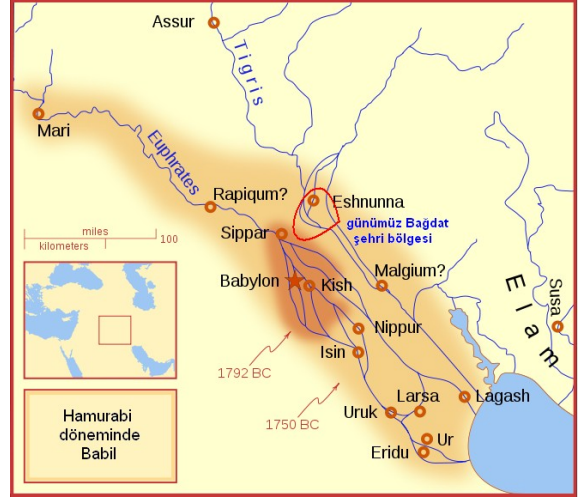 Assur
Tigris
Mari
Euphrates
Rapiqum?
Eshnunna
günümüz Bağdat
şehri bölgesi
Sippar
miles
kilometers
100
Malgium?
Babylon
Kish
Elam
Susa
Nippur
Isin
1792 BC
Larsa
Lagash
Uruk
1750 BC
Ur
Eridu
Hamurabi
döneminde
Babil